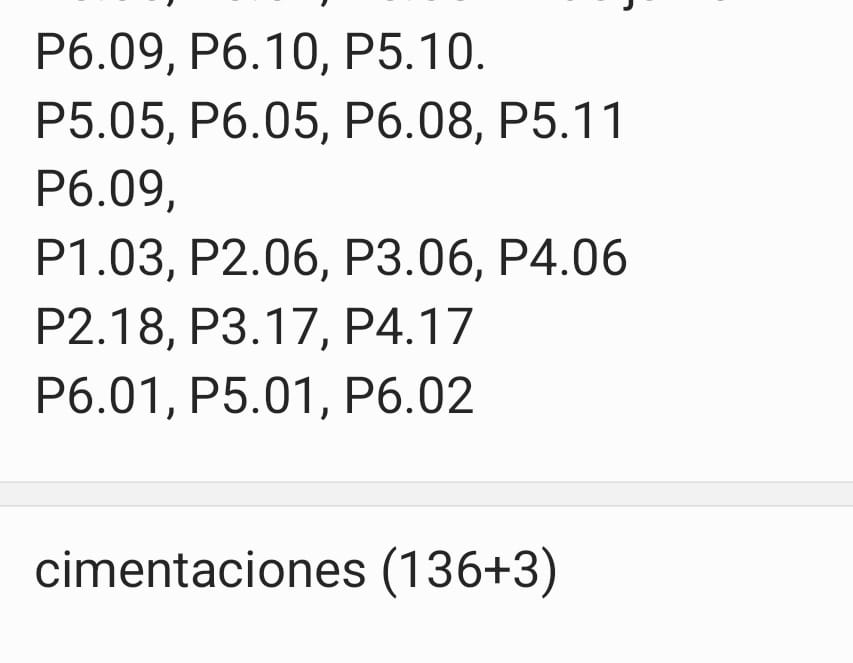 P6.09, P6.10, P5.10.
P5.05, P6.05, P6.08, P5.11
P6.09,
P1.03, P2.06, P3.06, P4.06
P2.18, P3.17, P4.17
P6.01, P5.01, P6.02
cimentaciones (136+3)